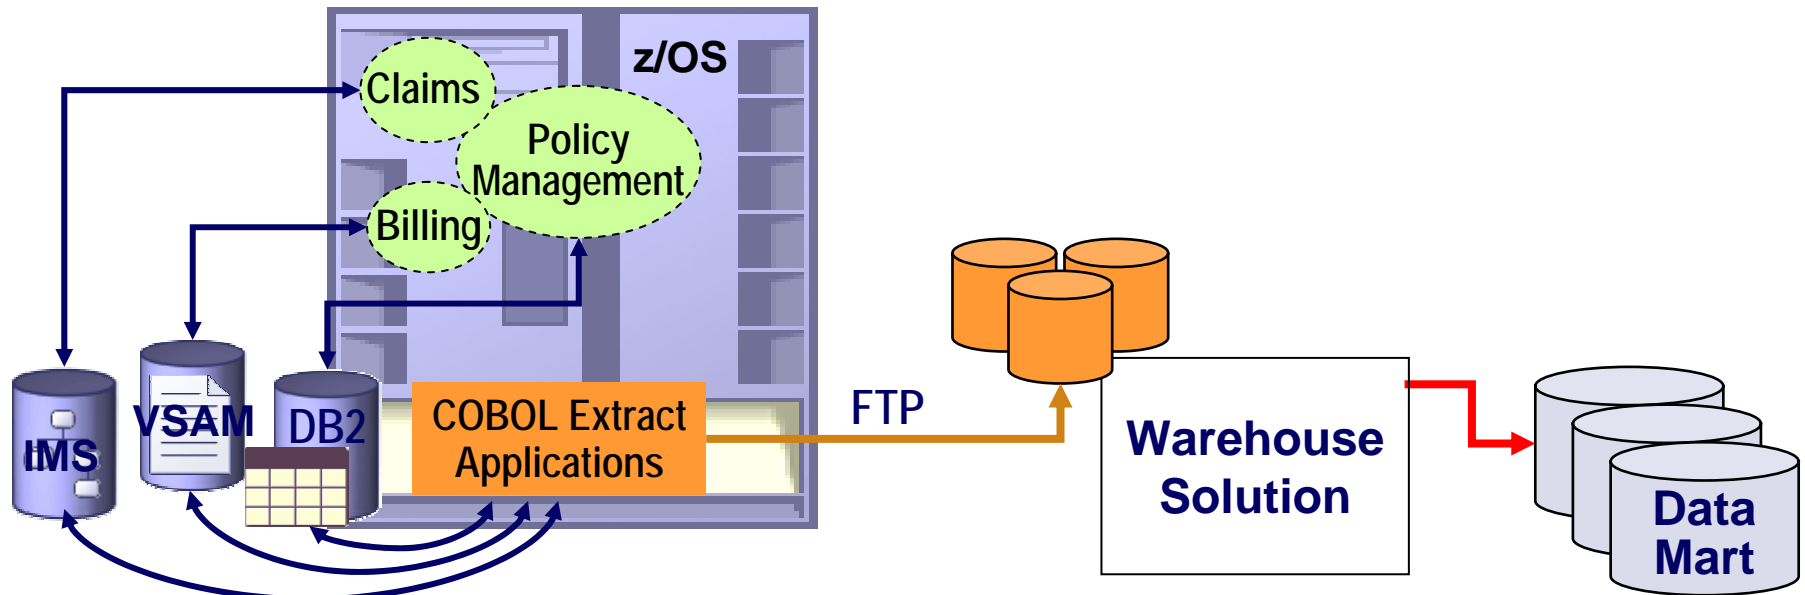 z/OS
Claims
Policy
Management
Billing
IMS
VSAM
DB2
COBOL Extract
Applications
FTP
Warehouse
Solution
Data
Mart